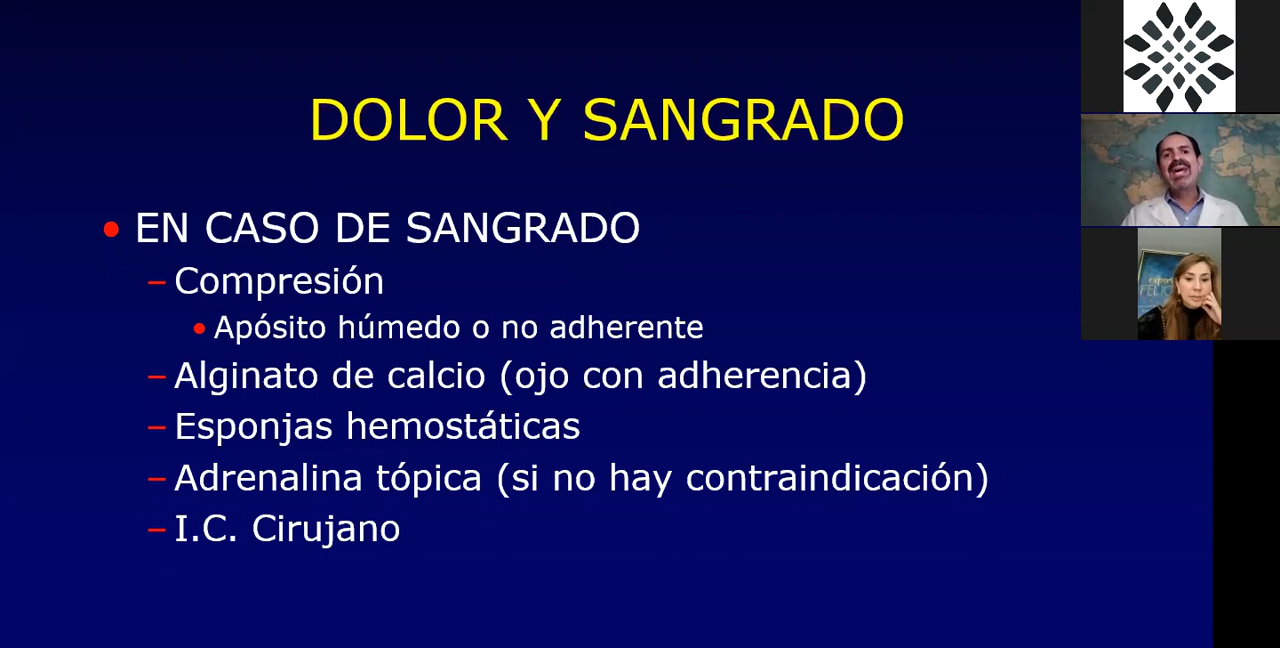 DOLOR Y SANGRADO
• EN CASO DE SANGRADO
– Compresión
• Apósito húmedo o no adherente
– Alginato de calcio (ojo con adherencia)
– Esponjas hemostáticas
– Adrenalina tópica (si no hay contraindicación)
– I.C. Cirujano